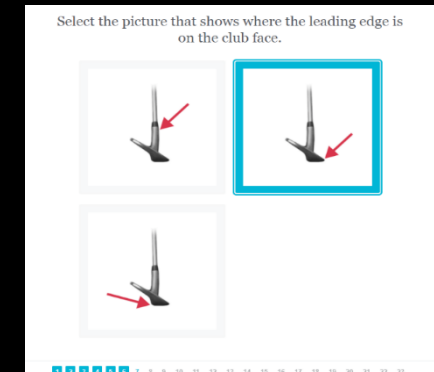 Select the picture that shows where the leading edge is
on the club face.